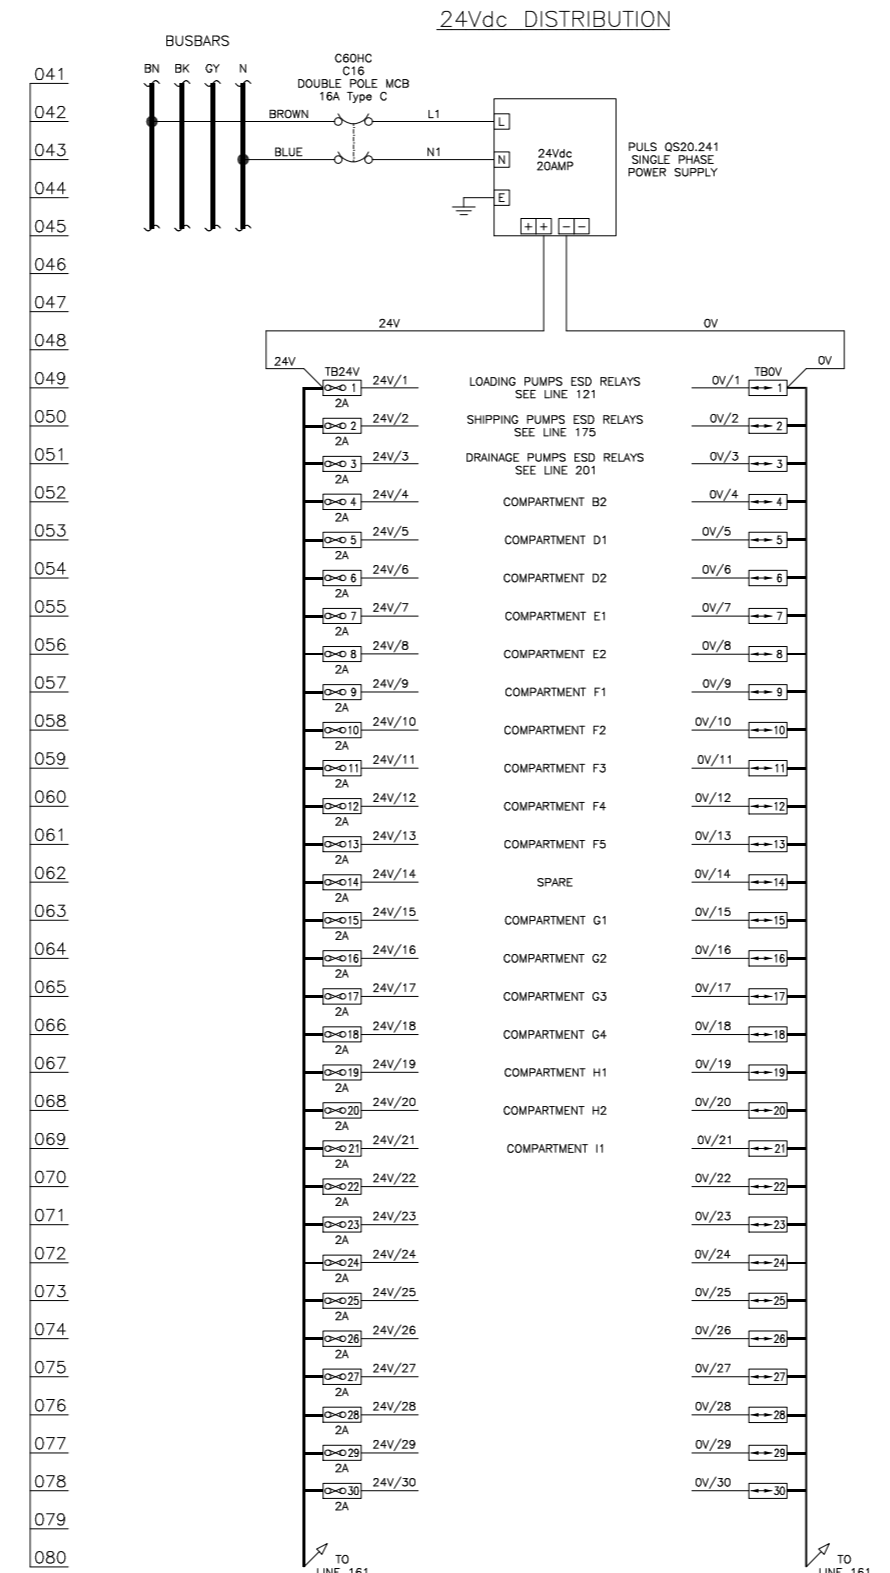 24Vdc DISTRIBUTION
BUSBARS
BN BK GY N
C60HC
C16
DOUBLE POLE MCB
16A Type C
041
042 BROWN L1 L
043 BLUE N1 N 24Vdc
20AMP
PULS QS20.241
SINGLE PHASE
POWER SUPPLY
044 E
045 + + - -
046
047
24V 0V
048
24V 0V
TB24V TB0V
049 1 24V/1 LOADING PUMPS ESD RELAYS 0V/1 1
2A SEE LINE 121
050 2 24V/2 SHIPPING PUMPS ESD RELAYS 0V/2 2
2A SEE LINE 175
051 3 24V/3 DRAINAGE PUMPS ESD RELAYS 0V/3 3
2A SEE LINE 201
052 4 24V/4 COMPARTMENT B2 0V/4 4
2A
053 5 24V/5 COMPARTMENT D1 0V/5 5
2A
054 6 24V/6 COMPARTMENT D2 0V/6 6
2A
055 7 24V/7 COMPARTMENT E1 0V/7 7
2A
056 8 24V/8 COMPARTMENT E2 0V/8 8
2A
057 9 24V/9 COMPARTMENT F1 0V/9 9
2A
058 10 24V/10 COMPARTMENT F2 0V/10 10
2A
059 11 24V/11 COMPARTMENT F3 0V/11 11
2A
060 12 24V/12 COMPARTMENT F4 0V/12 12
2A
061 13 24V/13 COMPARTMENT F5 0V/13 13
2A
062 14 24V/14 SPARE 0V/14 14
2A
063 15 24V/15 COMPARTMENT G1 0V/15 15
2A
064 16 24V/16 COMPARTMENT G2 0V/16 16
2A
065 17 24V/17 COMPARTMENT G3 0V/17 17
2A
066 18 24V/18 COMPARTMENT G4 0V/18 18
2A
067 19 24V/19 COMPARTMENT H1 0V/19 19
2A
068 20 24V/20 COMPARTMENT H2 0V/20 20
2A
069 21 24V/21 COMPARTMENT I1 0V/21 21
2A
070 22 24V/22 0V/22 22
2A
071 23 24V/23 0V/23 23
2A
072 24 24V/24 0V/24 24
2A
073 25 24V/25 0V/25 25
2A
074 26 24V/26 0V/26 26
2A
075 27 24V/27 0V/27 27
2A
076 28 24V/28 0V/28 28
2A
077 29 24V/29 0V/29 29
2A
078 30 24V/30 0V/30 30
2A
079
080 TO TO
LINE 161 LINE 161